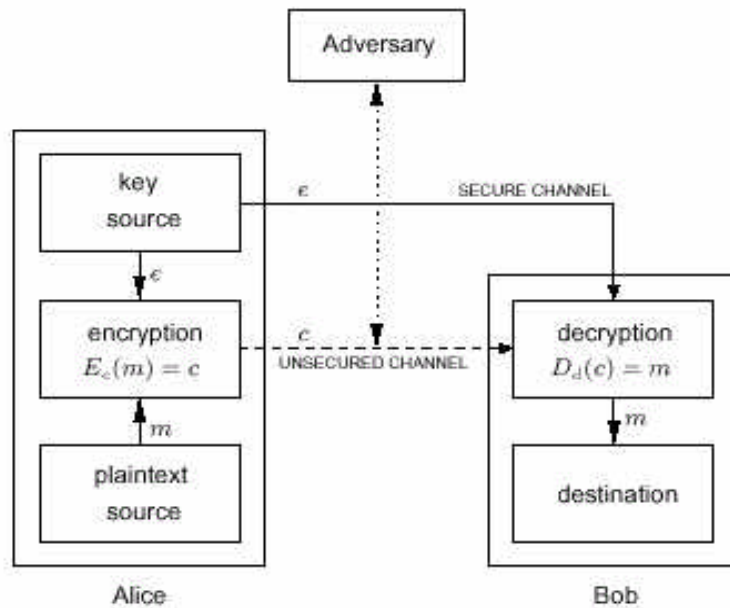 Adversary
key
source
e
SECURE CHANNEL
e
encryption
E_e(m) = c
c
UNSECURED CHANNEL
decryption
D_d(c) = m
m
m
plaintext
source
destination
Alice
Bob